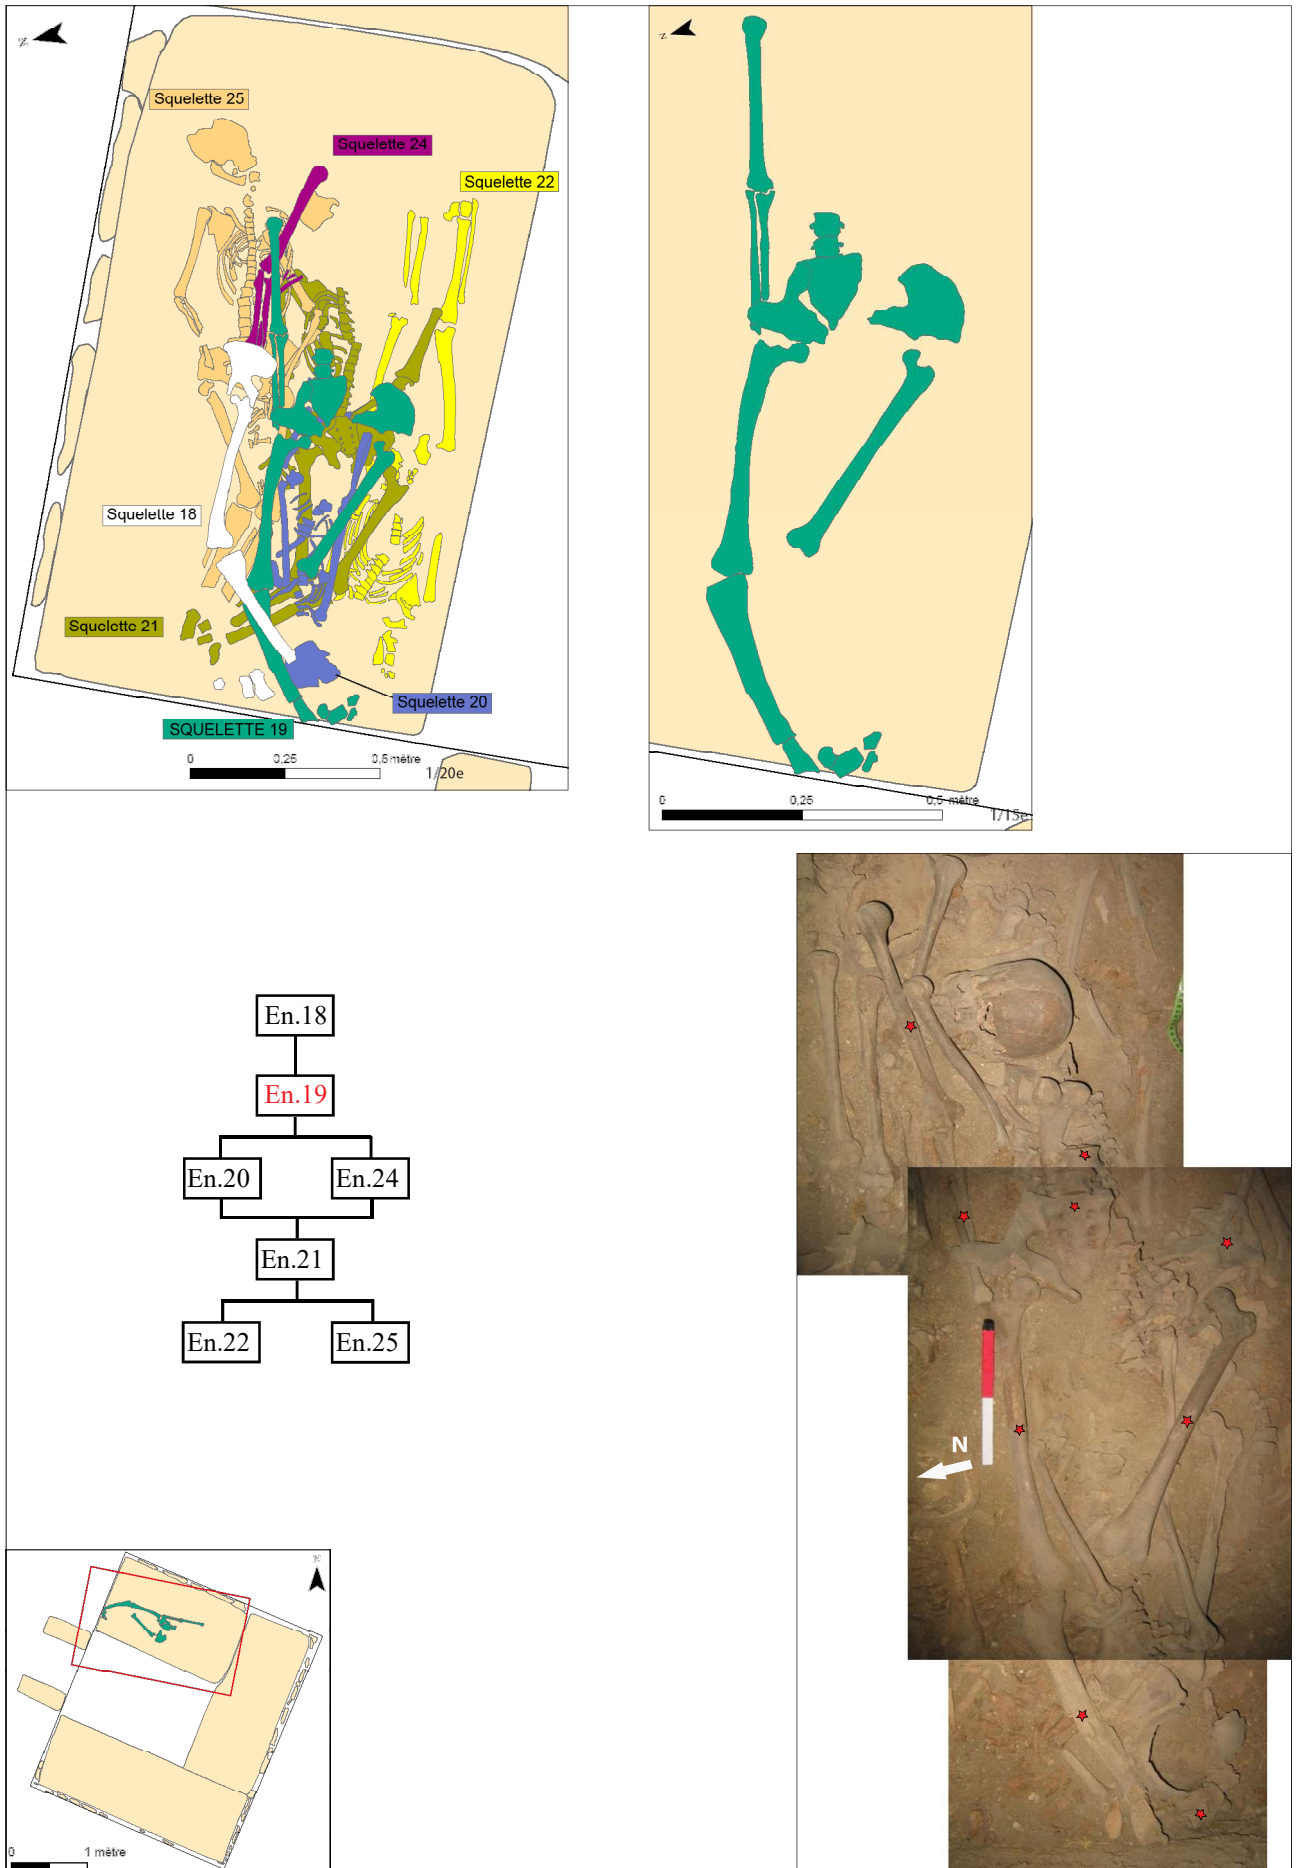 N
Squelette 25
Squelette 24
Squelette 22
Squelette 18
Squelette 21
Squelette 20
SQUELETTE 19
0 0,25 0,5 mètre
1/20e
N
0 0,25 0,5 mètre
1/15e
En.18
En.19
En.20 En.24
En.21
En.22 En.25
N
N
0 1 mètre